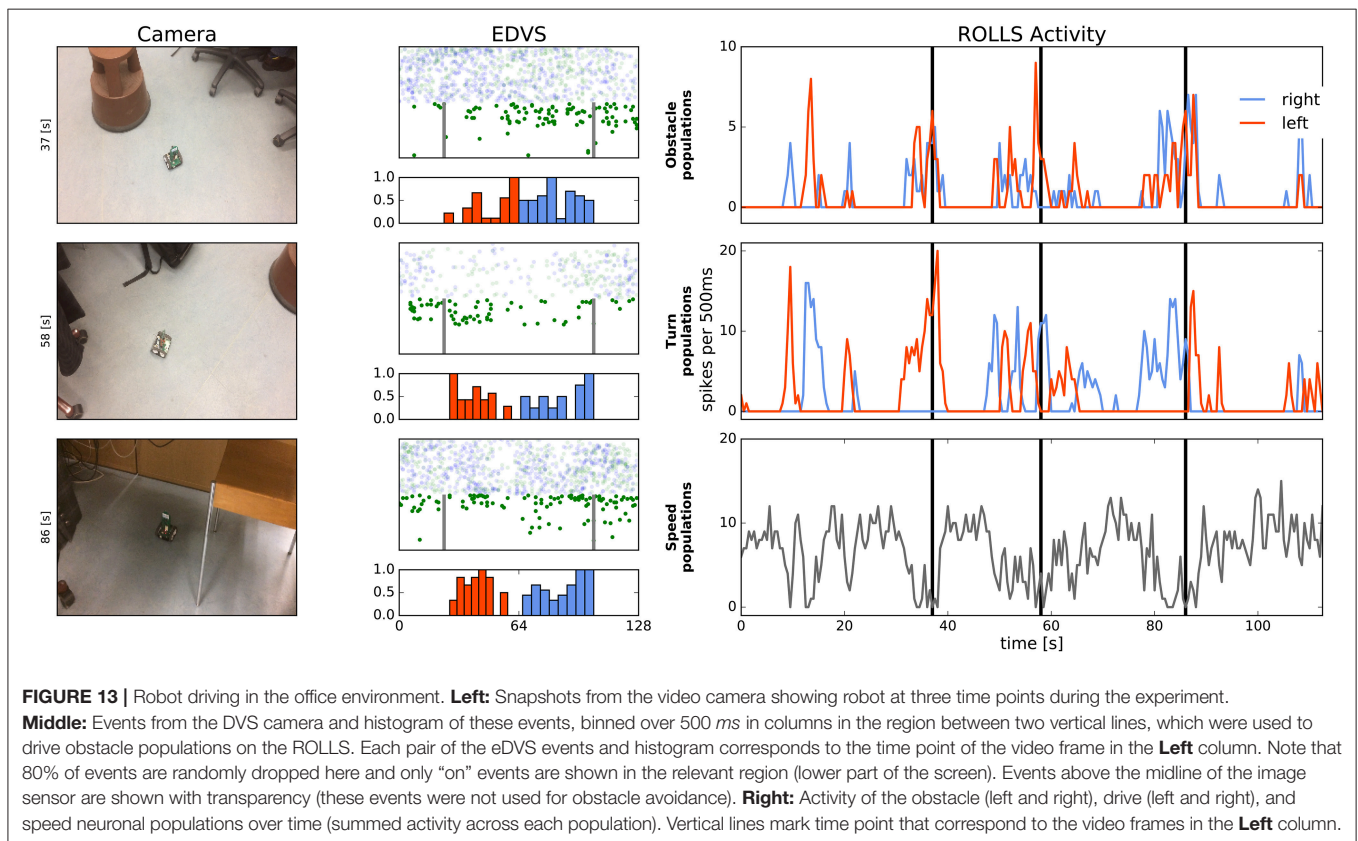 Camera
EDVS
ROLLS Activity
37 [s]
58 [s]
86 [s]
1.0
0.5
0.0
1.0
0.5
0.0
1.0
0.5
0.0
0
64
128
Obstacle
populations
10
5
0
right
left
Turn
populations
spikes per 500ms
20
10
0
Speed
populations
20
10
0
0
20
40
60
80
100
time [s]
FIGURE 13 | Robot driving in the office environment. Left: Snapshots from the video camera showing robot at three time points during the experiment.
Middle: Events from the DVS camera and histogram of these events, binned over 500 ms in columns in the region between two vertical lines, which were used to
drive obstacle populations on the ROLLS. Each pair of the eDVS events and histogram corresponds to the time point of the video frame in the Left column. Note that
80% of events are randomly dropped here and only “on” events are shown in the relevant region (lower part of the screen). Events above the midline of the image
sensor are shown with transparency (these events were not used for obstacle avoidance). Right: Activity of the obstacle (left and right), drive (left and right), and
speed neuronal populations over time (summed activity across each population). Vertical lines mark time point that correspond to the video frames in the Left column.